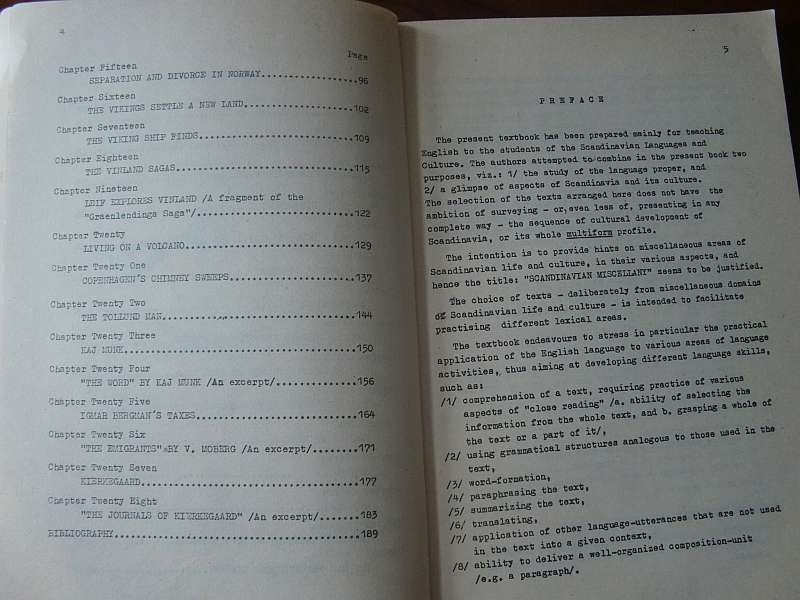 4
Page
Chapter Fifteen
SEPARATION AND DIVORCE IN NORWAY....................96
Chapter Sixteen
THE VIKINGS SETTLE A NEW LAND....................102
Chapter Seventeen
THE VIKING SHIP FINDS....................109
Chapter Eighteen
THE VINLAND SAGAS....................115
Chapter Nineteen
LEIF EXPLORES VINLAND /A fragment of the
"Graenlendinga Saga"/....................122
Chapter Twenty
LIVING ON A VOLCANO....................129
Chapter Twenty One
COPENHAGEN'S CHIMNEY SWEEPS....................137
Chapter Twenty Two
THE TOLLUND MAN....................144
Chapter Twenty Three
KAJ MUNK....................150
Chapter Twenty Four
"THE WORD" BY KAJ MUNK /An excerpt/............156
Chapter Twenty Five
IGMAR BERGMAN'S TAXES....................164
Chapter Twenty Six
"THE EMIGRANTS" BY V. MOBERG /An excerpt/........171
Chapter Twenty Seven
KIERKEGAARD....................177
Chapter Twenty Eight
"THE JOURNALS OF KIERKEGAARD" /An excerpt/.......183
BIBLIOGRAPHY....................189
5
PREFACE
The present textbook has been prepared mainly for teaching
English to the students of the Scandinavian Languages and
Culture. The authors attempted to combine in the present book two
purposes, viz.: 1/ the study of the language proper, and
2/ a glimpse of aspects of Scandinavia and its culture.
The selection of the texts arranged here does not have the
ambition of surveying - or, even less of, presenting in any
complete way - the sequence of cultural development of
Scandinavia, or its whole multiform profile.
The intention is to provide hints on miscellaneous areas of
Scandinavian life and culture, in their various aspects, and
hence the title: "SCANDINAVIAN MISCELLANY" seems to be justified.
The choice of texts - deliberately from miscellaneous domains
of Scandinavian life and culture - is intended to facilitate
practising different lexical areas.
The textbook endeavours to stress in particular the practical
application of the English language to various areas of language
activities, thus aiming at developing different language skills,
such as:
/1/ comprehension of a text, requiring practice of various
aspects of "close reading" /a. ability of selecting the
information from the whole text, and b. grasping a whole of
the text or a part of it/,
/2/ using grammatical structures analogous to those used in the
text,
/3/ word-formation,
/4/ paraphrasing the text,
/5/ summarizing the text,
/6/ translating,
/7/ application of other language-utterances that are not used
in the text into a given context,
/8/ ability to deliver a well-organized composition-unit
/e.g. a paragraph/.